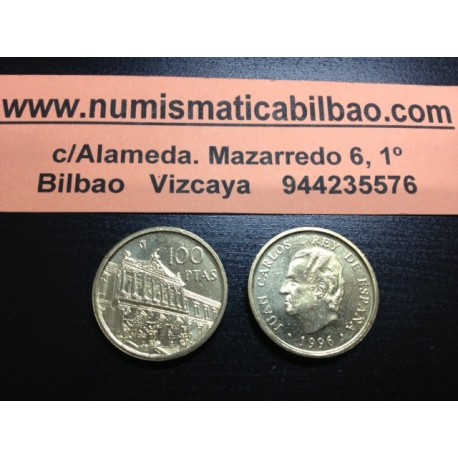 www.numismaticabilbao.com
c/Alameda. Mazarredo 6, 1º
Bilbao Vizcaya 944235576
100
PTAS
JUAN CARLOS I REY DE ESPAÑA
· 1996 ·